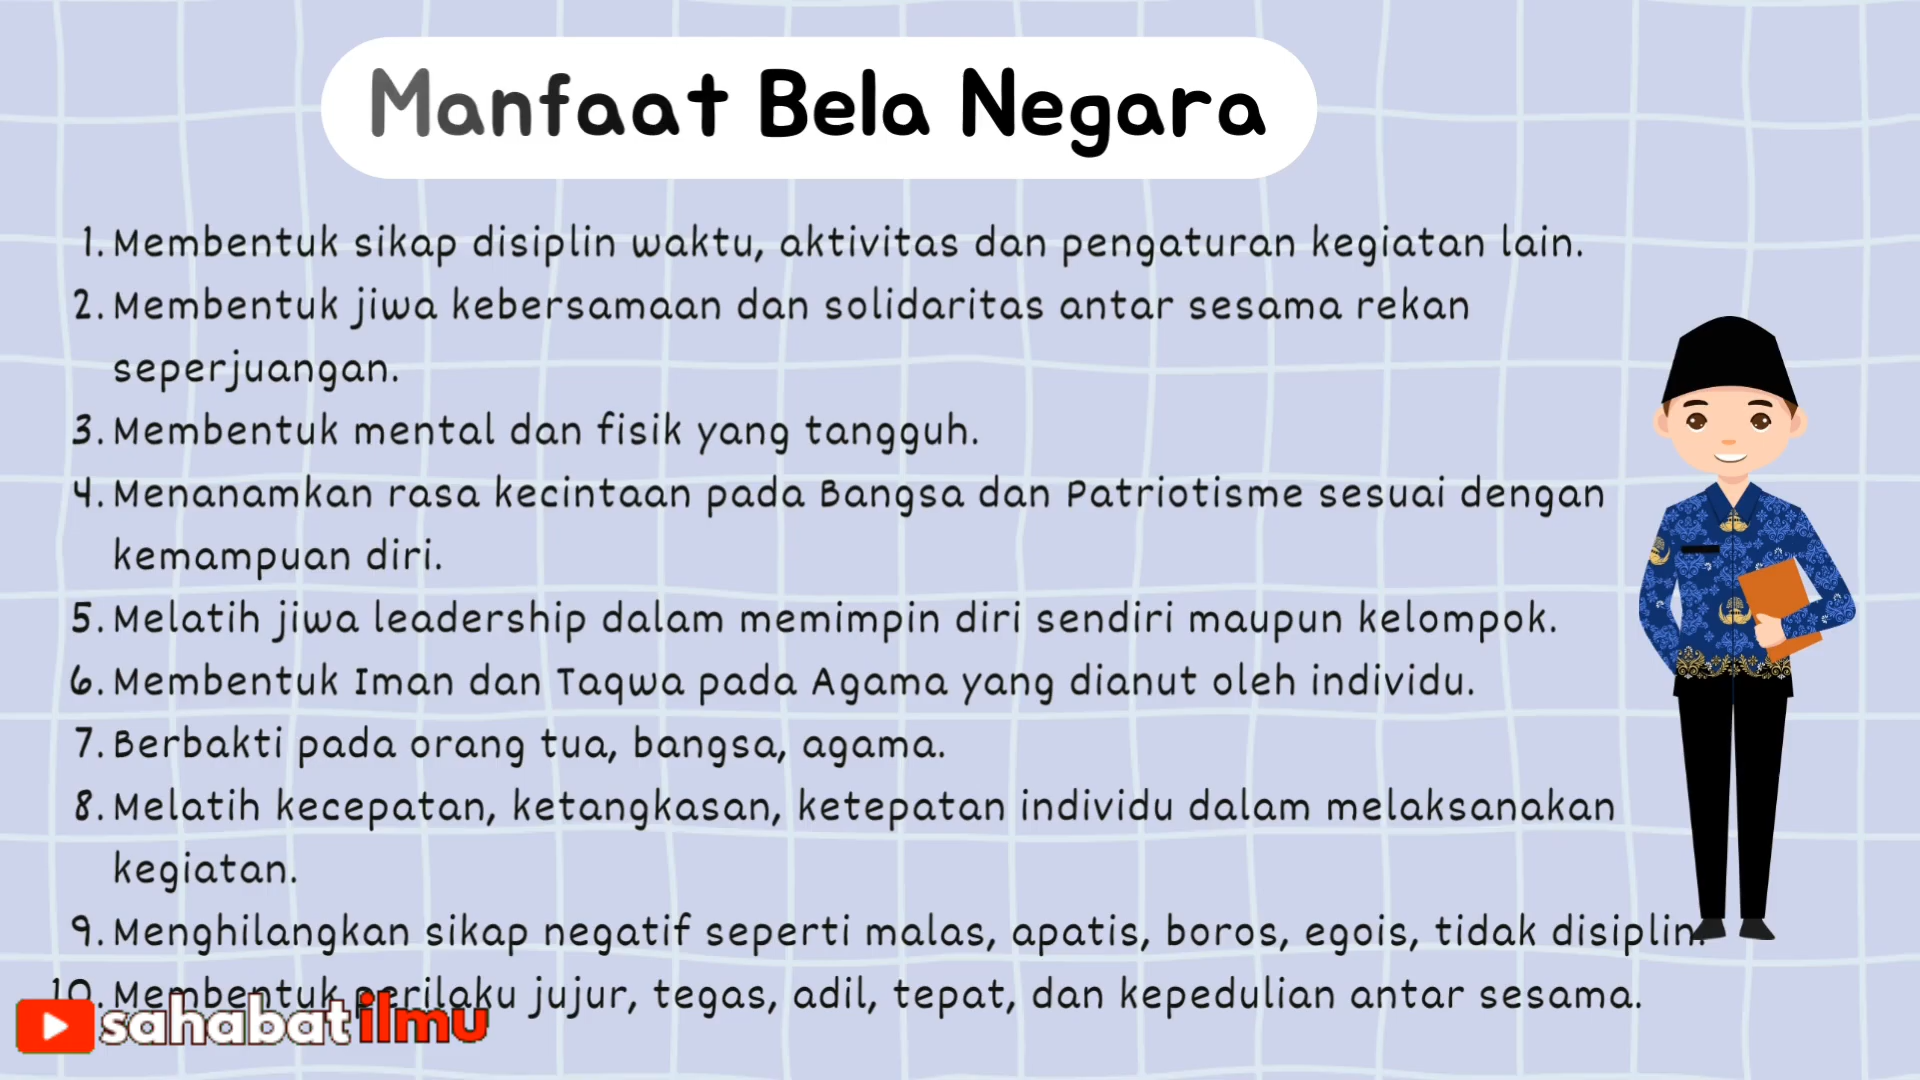 Manfaat Bela Negara
1. Membentuk sikap disiplin waktu, aktivitas dan pengaturan kegiatan lain.
2. Membentuk jiwa kebersamaan dan solidaritas antar sesama rekan
seperjuangan.
3. Membentuk mental dan fisik yang tangguh.
4. Menanamkan rasa kecintaan pada Bangsa dan Patriotisme sesuai dengan
kemampuan diri.
5. Melatih jiwa leadership dalam memimpin diri sendiri maupun kelompok.
6. Membentuk Iman dan Taqwa pada Agama yang dianut oleh individu.
7. Berbakti pada orang tua, bangsa, agama.
8. Melatih kecepatan, ketangkasan, ketepatan individu dalam melaksanakan
kegiatan.
9. Menghilangkan sikap negatif seperti malas, apatis, boros, egois, tidak disiplin.
10. Membentuk perilaku jujur, tegas, adil, tepat, dan kepedulian antar sesama.
sahabat ilmu